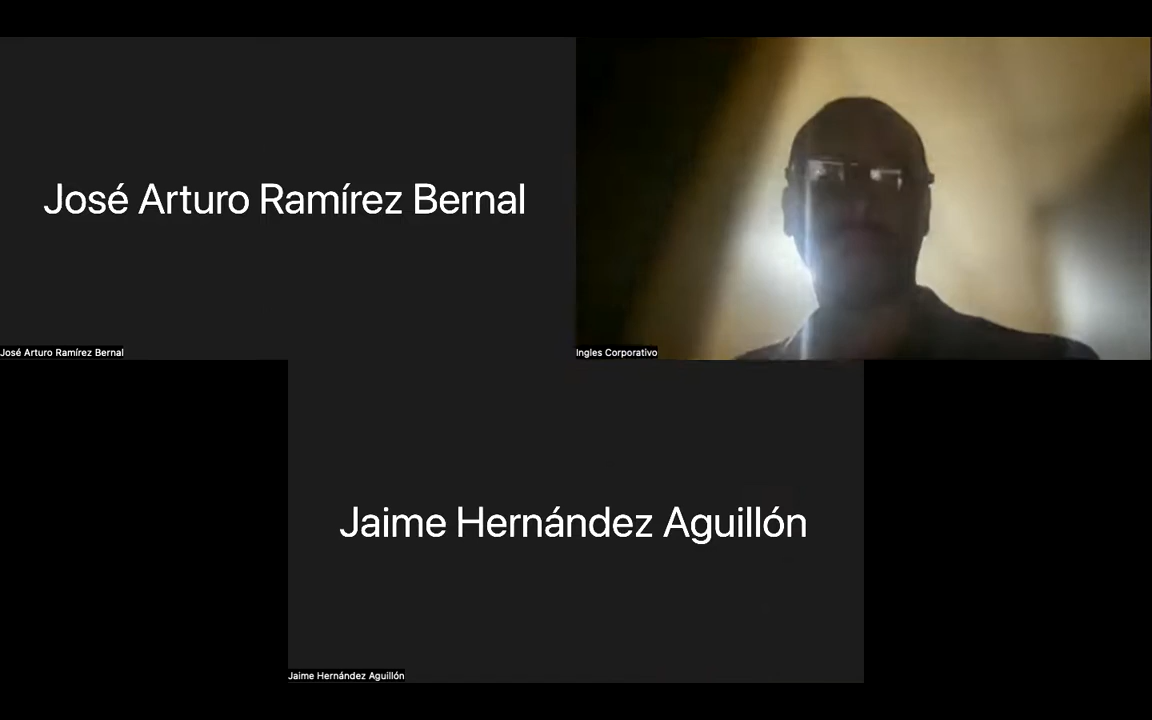 José Arturo Ramírez Bernal
José Arturo Ramírez Bernal
Ingles Corporativo
Jaime Hernández Aguillón
Jaime Hernández Aguillón